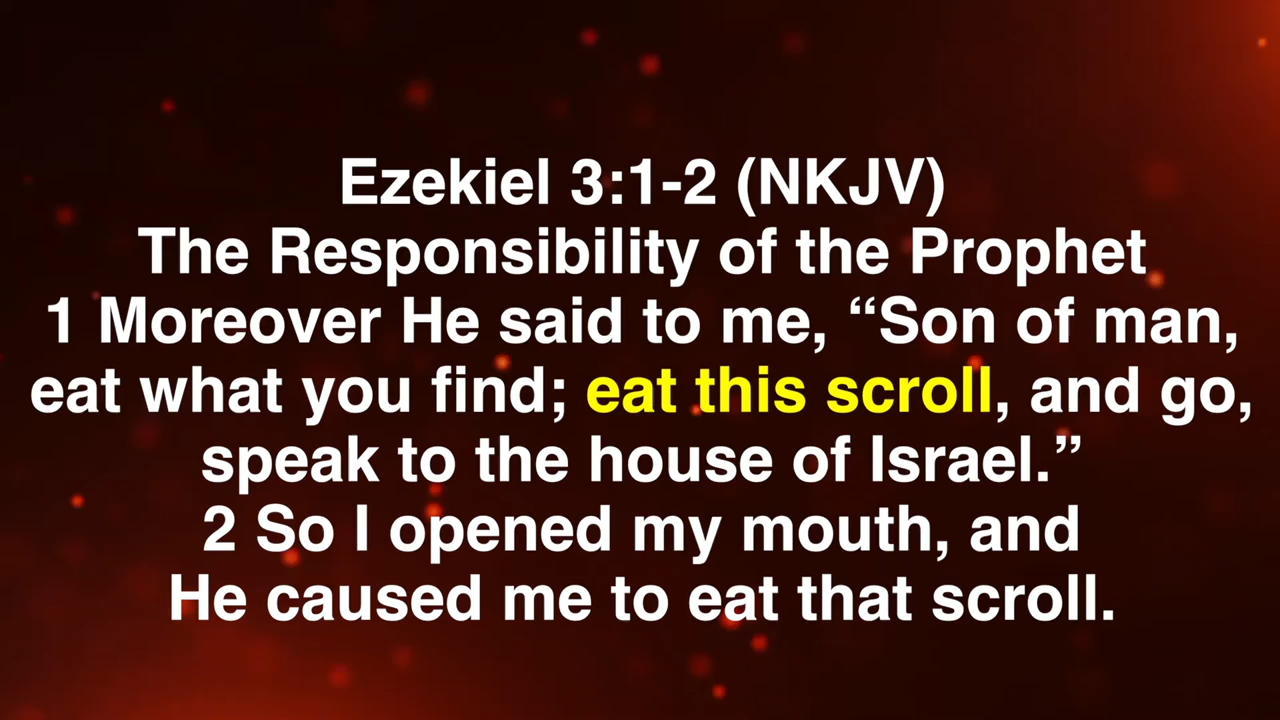 Ezekiel 3:1-2 (NKJV)
The Responsibility of the Prophet
1 Moreover He said to me, “Son of man,
eat what you find; eat this scroll, and go,
speak to the house of Israel.”
2 So I opened my mouth, and
He caused me to eat that scroll.